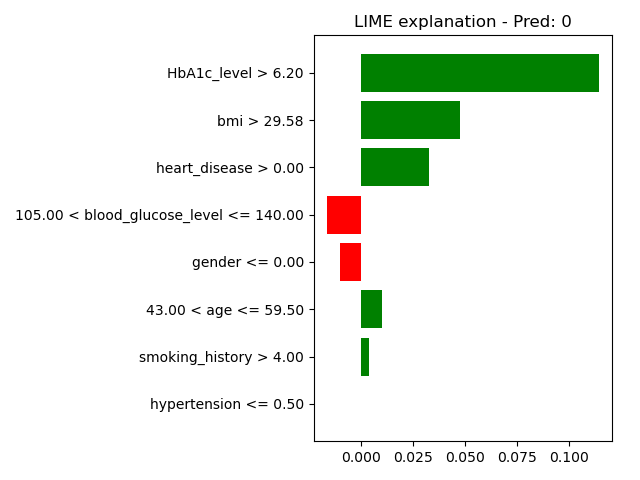 LIME explanation - Pred: 0
HbA1c_level > 6.20
bmi > 29.58
heart_disease > 0.00
105.00 < blood_glucose_level <= 140.00
gender <= 0.00
43.00 < age <= 59.50
smoking_history > 4.00
hypertension <= 0.50
0.000 0.025 0.050 0.075 0.100